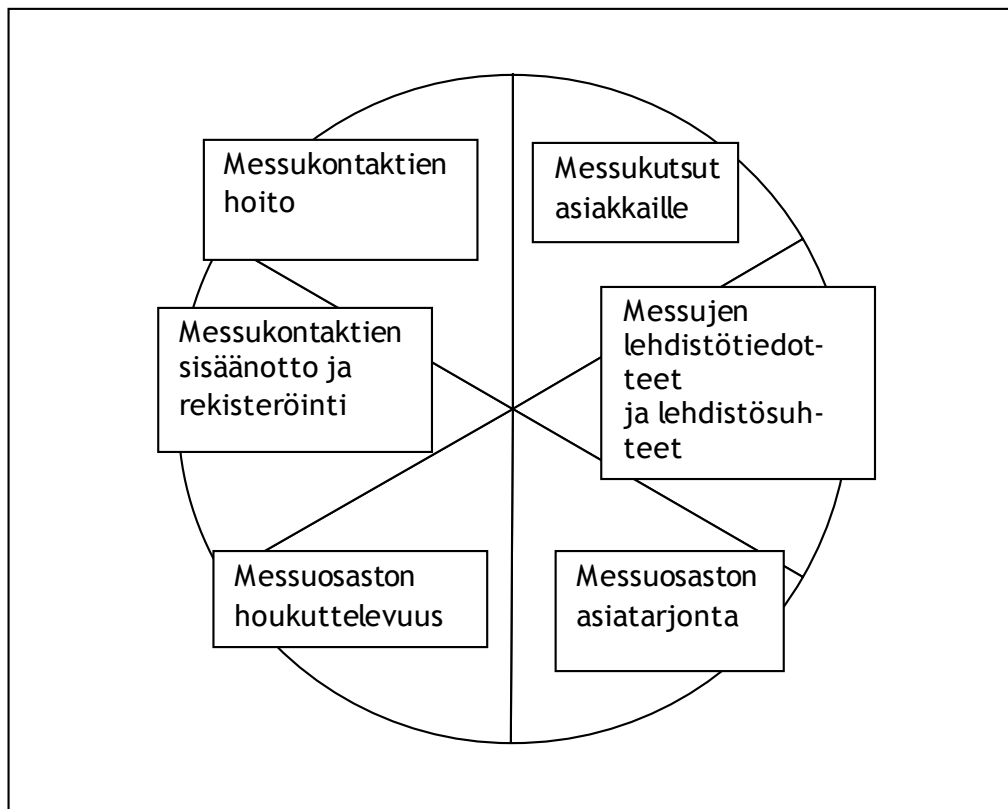 Messukontaktien
hoito
Messukutsut
asiakkaille
Messukontaktien
sisäänotto ja
rekisteröinti
Messujen
lehdistötiedot-
teet
ja lehdistösuh-
teet
Messuosaston
houkuttelevuus
Messuosaston
asiatarjonta